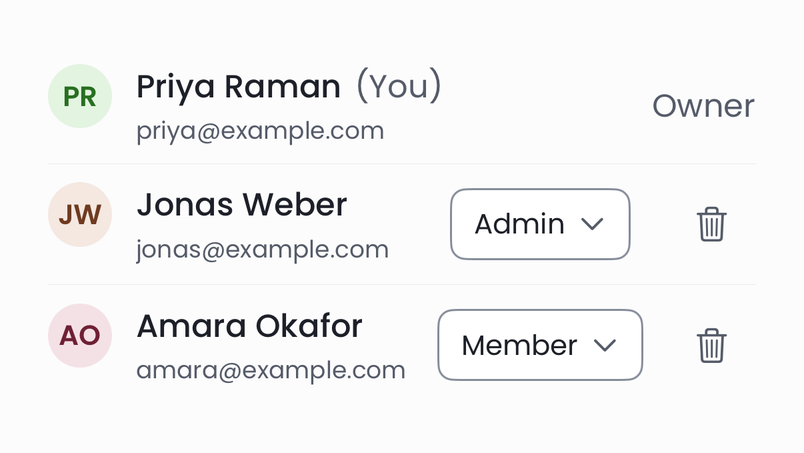 PR
Priya Raman (You)
priya@example.com
Owner
JW
Jonas Weber
jonas@example.com
Admin
AO
Amara Okafor
amara@example.com
Member